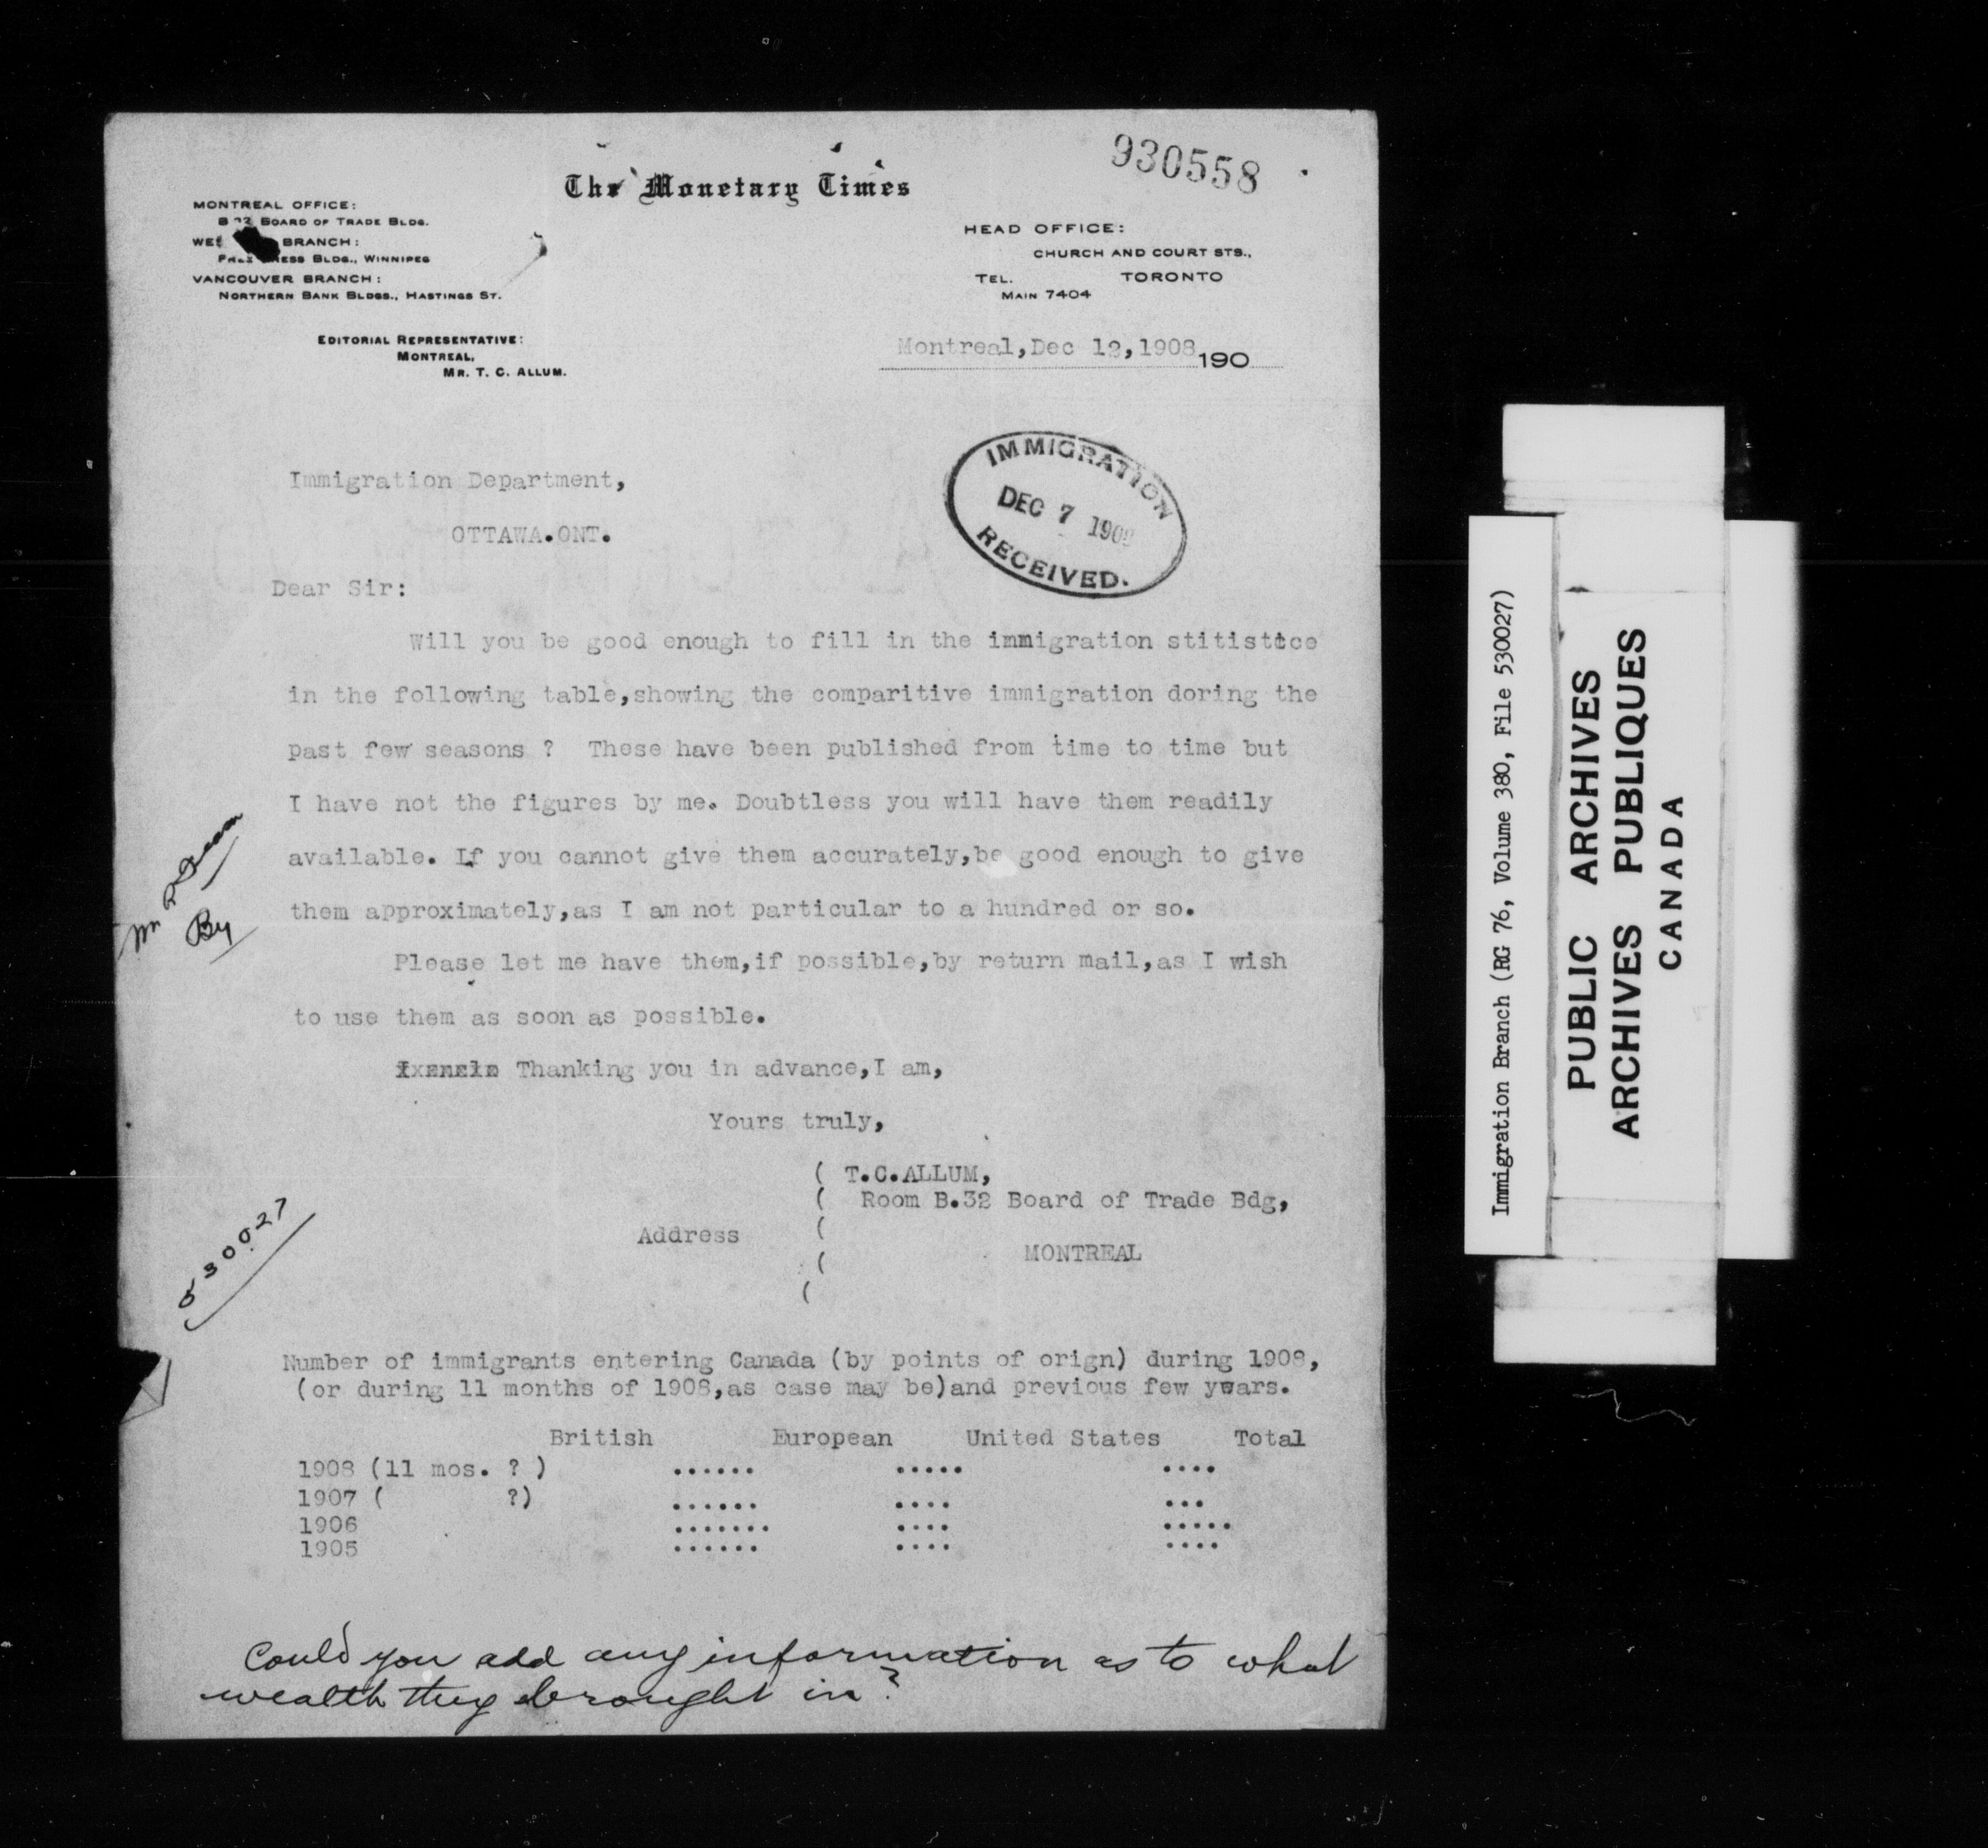 930558
The Monetary Times
MONTREAL OFFICE:
B 32 BOARD OF TRADE BLDG.
BRANCH:
BLDG., WINNIPEG
VANCOUVER BRANCH:
NORTHERN BANK BLDGS., HASTINGS ST.
EDITORIAL REPRESENTATIVE:
MONTREAL,
MR. T. C. ALLUM.
HEAD OFFICE:
CHURCH AND COURT STS.,
TEL. TORONTO
MAIN 7404
Montreal,Dec 12,1908 190
IMMIGRATION
DEC 7 1908
RECEIVED.
Immigration Department,
OTTAWA.ONT.
Dear Sir:
Will you be good enough to fill in the immigration stitistice
in the following table,showing the comparitive immigration doring the
past few seasons ? These have been published from time to time but
I have not the figures by me. Doubtless you will have them readily
available. If you cannot give them accurately,be good enough to give
them approximately,as I am not particular to a hundred or so.
Mr
By
Please let me have them,if possible,by return mail,as I wish
to use them as soon as possible.
Thanking you in advance,I am,
Yours truly,
( T.C.ALLUM,
( Room B.32 Board of Trade Bdg,
Address (
( MONTREAL
(
530027
Number of immigrants entering Canada (by points of orign) during 1908,
(or during 11 months of 1908,as case may be)and previous few years.
British European United States Total
1908 (11 mos. ? ) ...... ..... ....
1907 ( ?) ...... .... ...
1906 ....... .... .....
1905 ...... .... ....
Could you add any information as to what
wealth they brought in?
Immigration Branch (RG 76, Volume 380, File 530027)
PUBLIC ARCHIVES
ARCHIVES PUBLIQUES
CANADA